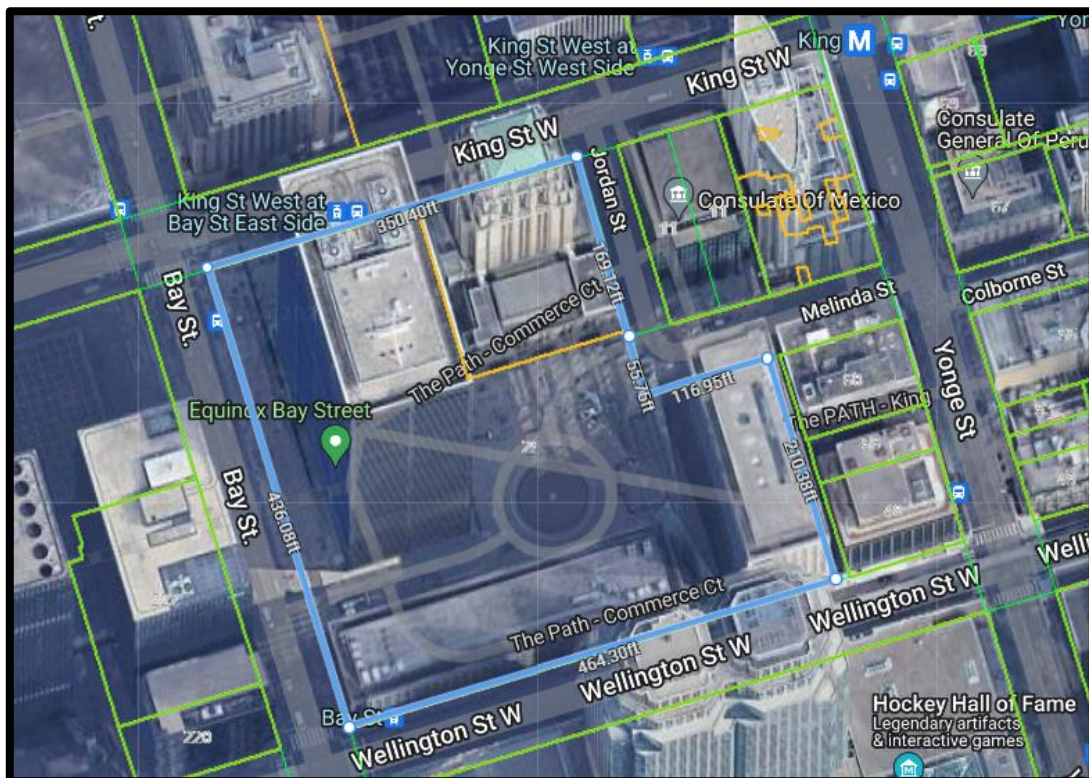 King St West at
Yonge St West Side
King
M
King St W
King St W
Consulate
General Of Peru
Jordan St
Consulate Of Mexico
11
King St West at
Bay St East Side
350.40ft
169.12ft
Bay St.
The Path - Commerce Ct
Melinda St
Colborne St
55.75ft
116.95ft
Yonge St
Equinox Bay Street
The PATH - King
210.38ft
436.08ft
Bay St.
The Path - Commerce Ct
464.30ft
Wellington St W
Wellington St W
Welli
Bay St
Wellington St W
220
Hockey Hall of Fame
Legendary artifacts
& interactive games